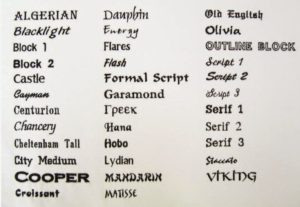 ALGERIAN
Blacklight
Block 1
Block 2
Castle
Cayman
Centurion
Chancery
Cheltenham Tall
City Medium
COOPER
Croissant
Dauphin
Energy
Flares
Flash
Formal Script
Garamond
Γρεεκ
Hana
Hobo
Lydian
MANDARIN
MATISSE
Old English
Olivia
OUTLINE BLOCK
Script 1
Script 2
Script 3
Serif 1
Serif 2
Serif 3
Staccato
VIKING